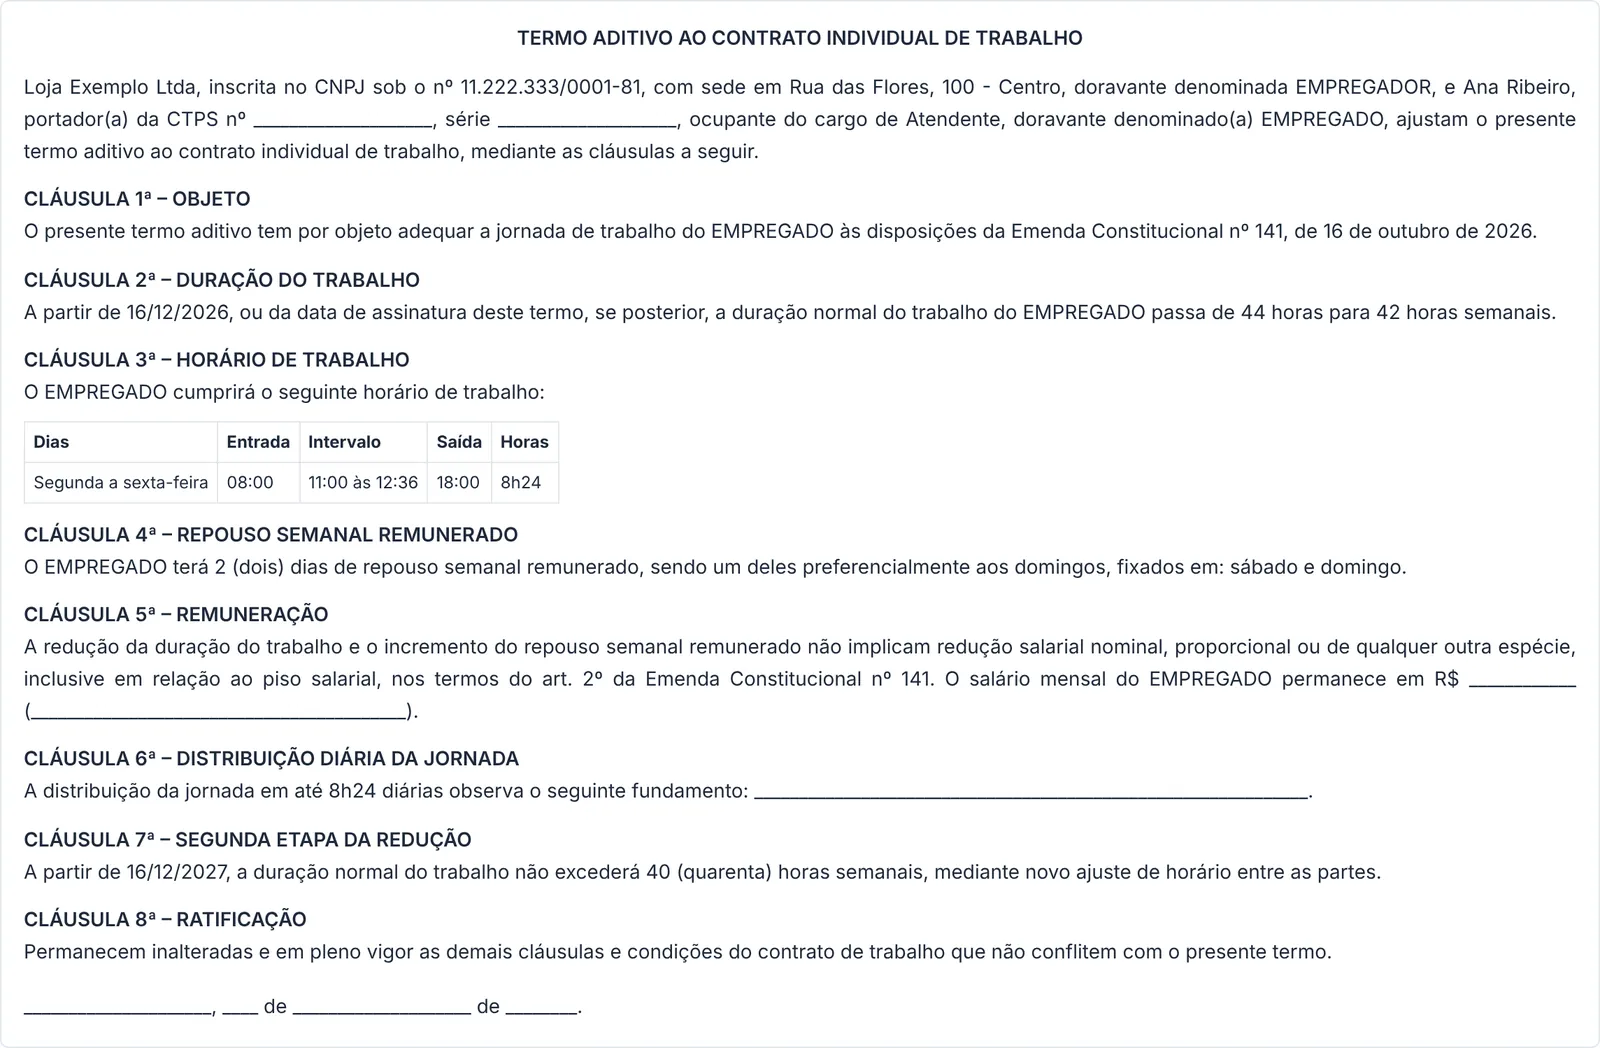 TERMO ADITIVO AO CONTRATO INDIVIDUAL DE TRABALHO
Loja Exemplo Ltda, inscrita no CNPJ sob o nº 11.222.333/0001-81, com sede em Rua das Flores, 100 - Centro, doravante denominada EMPREGADOR, e Ana Ribeiro,
portador(a) da CTPS nº ____________________, série ____________________, ocupante do cargo de Atendente, doravante denominado(a) EMPREGADO, ajustam o presente
termo aditivo ao contrato individual de trabalho, mediante as cláusulas a seguir.
CLÁUSULA 1ª – OBJETO
O presente termo aditivo tem por objeto adequar a jornada de trabalho do EMPREGADO às disposições da Emenda Constitucional nº 141, de 16 de outubro de 2026.
CLÁUSULA 2ª – DURAÇÃO DO TRABALHO
A partir de 16/12/2026, ou da data de assinatura deste termo, se posterior, a duração normal do trabalho do EMPREGADO passa de 44 horas para 42 horas semanais.
CLÁUSULA 3ª – HORÁRIO DE TRABALHO
O EMPREGADO cumprirá o seguinte horário de trabalho:
Dias Entrada Intervalo Saída Horas
Segunda a sexta-feira 08:00 11:00 às 12:36 18:00 8h24
CLÁUSULA 4ª – REPOUSO SEMANAL REMUNERADO
O EMPREGADO terá 2 (dois) dias de repouso semanal remunerado, sendo um deles preferencialmente aos domingos, fixados em: sábado e domingo.
CLÁUSULA 5ª – REMUNERAÇÃO
A redução da duração do trabalho e o incremento do repouso semanal remunerado não implicam redução salarial nominal, proporcional ou de qualquer outra espécie,
inclusive em relação ao piso salarial, nos termos do art. 2º da Emenda Constitucional nº 141. O salário mensal do EMPREGADO permanece em R$ ____________
(__________________________________________).
CLÁUSULA 6ª – DISTRIBUIÇÃO DIÁRIA DA JORNADA
A distribuição da jornada em até 8h24 diárias observa o seguinte fundamento: ______________________________________________________________.
CLÁUSULA 7ª – SEGUNDA ETAPA DA REDUÇÃO
A partir de 16/12/2027, a duração normal do trabalho não excederá 40 (quarenta) horas semanais, mediante novo ajuste de horário entre as partes.
CLÁUSULA 8ª – RATIFICAÇÃO
Permanecem inalteradas e em pleno vigor as demais cláusulas e condições do contrato de trabalho que não conflitem com o presente termo.
_____________________, ____ de ____________________ de ________.